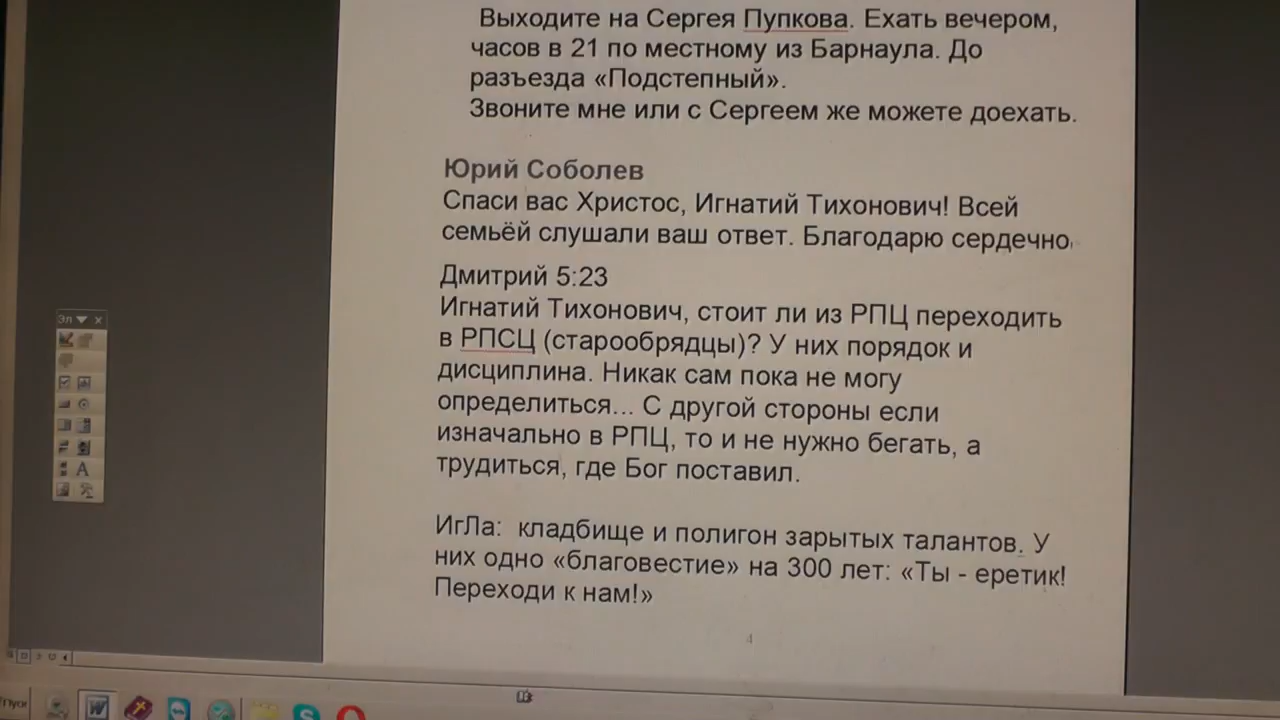 Выходите на Сергея Пупкова. Ехать вечером,
часов в 21 по местному из Барнаула. До
разъезда «Подстепный».
Звоните мне или с Сергеем же можете доехать.
Юрий Соболев
Спаси вас Христос, Игнатий Тихонович! Всей
семьёй слушали ваш ответ. Благодарю сердечно
Дмитрий 5:23
Игнатий Тихонович, стоит ли из РПЦ переходить
в РПСЦ (старообрядцы)? У них порядок и
дисциплина. Никак сам пока не могу
определиться... С другой стороны если
изначально в РПЦ, то и не нужно бегать, а
трудиться, где Бог поставил.
ИгЛа: кладбище и полигон зарытых талантов. У
них одно «благовестие» на 300 лет: «Ты - еретик!
Переходи к нам!»
4
Эл
Пуск